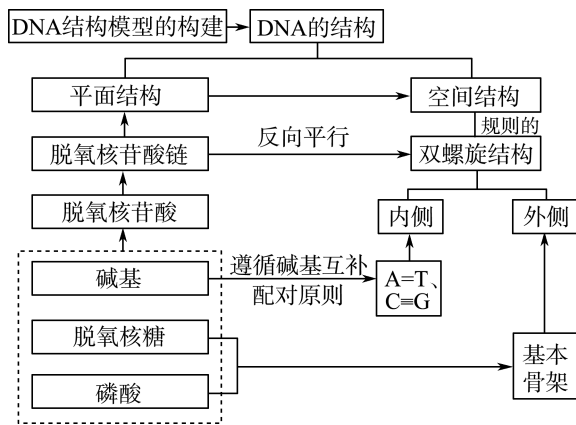 DNA结构模型的构建
DNA的结构
平面结构
空间结构
规则的
脱氧核苷酸链
反向平行
双螺旋结构
脱氧核苷酸
内侧
外侧
碱基
遵循碱基互补
配对原则
A=T、
C≡G
脱氧核糖
磷酸
基本
骨架